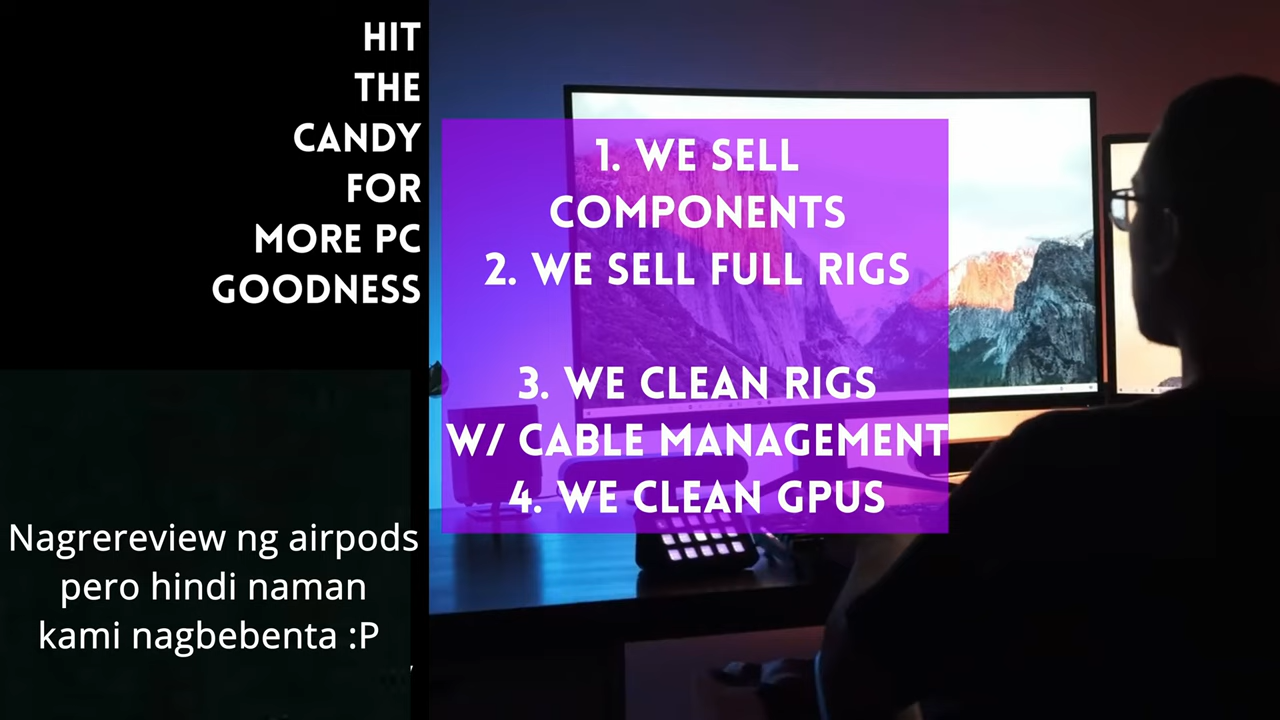 HIT
THE
CANDY
FOR
MORE PC
GOODNESS
1. WE SELL
COMPONENTS
2. WE SELL FULL RIGS
3. WE CLEAN RIGS
W/ CABLE MANAGEMENT
4. WE CLEAN GPUS
Nagrereview ng airpods
pero hindi naman
kami nagbebenta :P